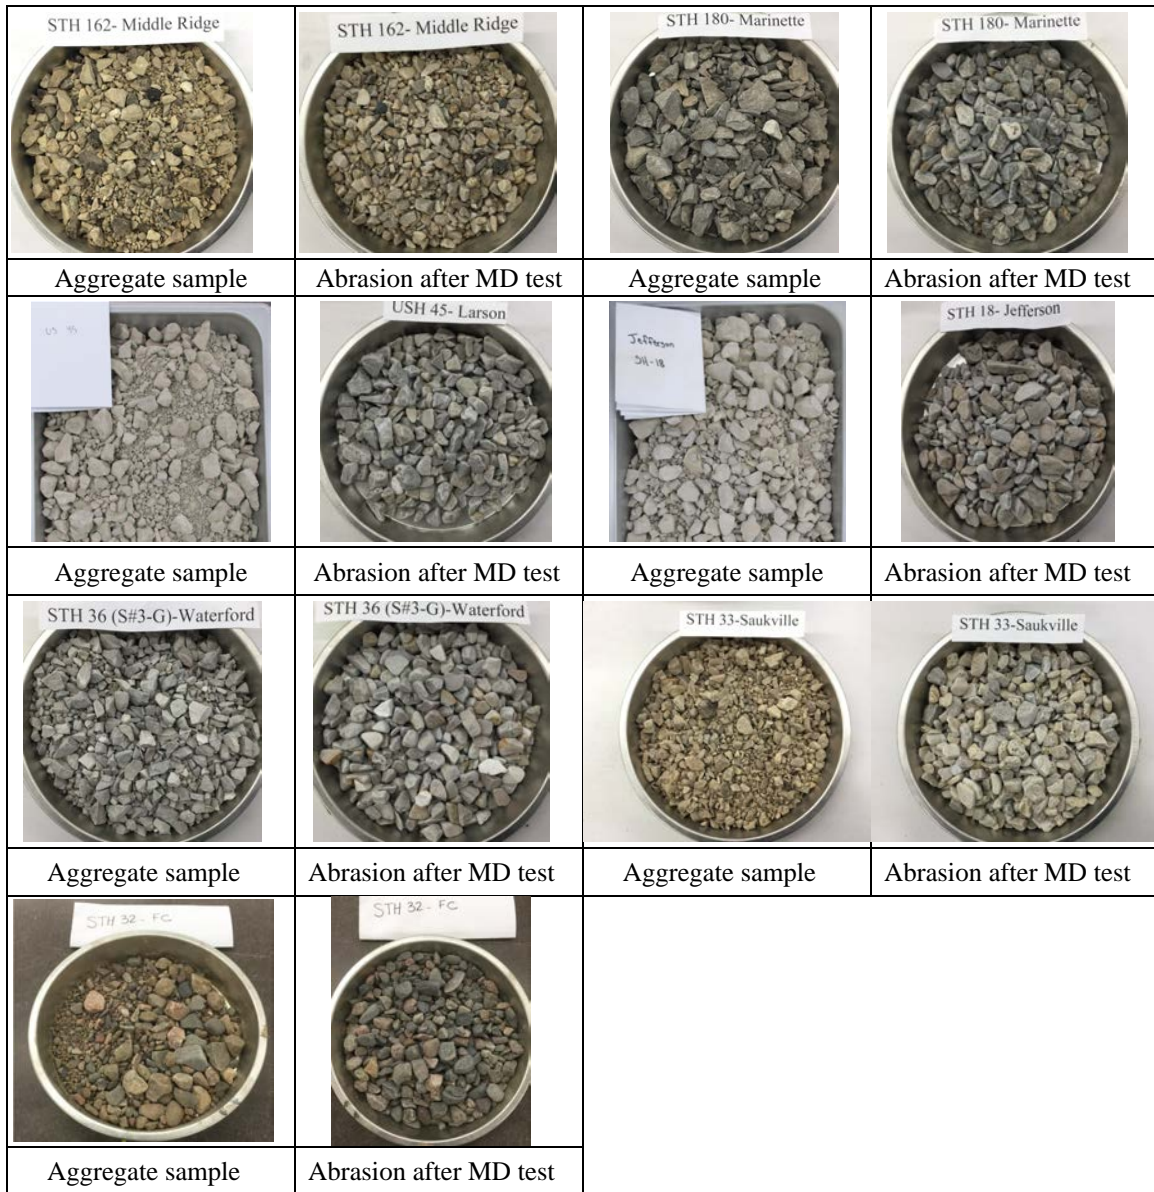 STH 162- Middle Ridge
STH 162- Middle Ridge
STH 180- Marinette
STH 180- Marinette
Aggregate sample
Abrasion after MD test
Aggregate sample
Abrasion after MD test
US 45
USH 45- Larson
Jefferson
SH-18
STH 18- Jefferson
Aggregate sample
Abrasion after MD test
Aggregate sample
Abrasion after MD test
STH 36 (S#3-G)-Waterford
STH 36 (S#3-G)-Waterford
STH 33-Saukville
STH 33-Saukville
Aggregate sample
Abrasion after MD test
Aggregate sample
Abrasion after MD test
STH 32- FC
STH 32- FC
Aggregate sample
Abrasion after MD test